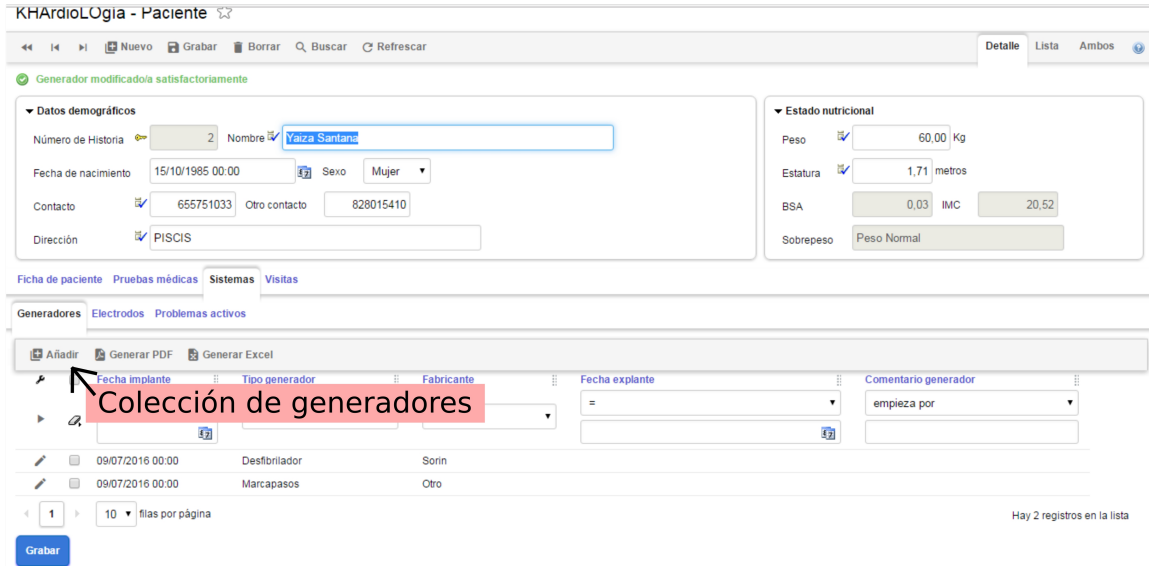 KHArdioLOgía - Paciente
Nuevo Grabar Borrar Buscar Refrescar Detalle Lista Ambos
Generador modificado/a satisfactoriamente
Datos demográficos Estado nutricional
Número de Historia 2 Nombre Yaiza Santana Peso 60,00 Kg
Fecha de nacimiento 15/10/1985 00:00 Sexo Mujer Estatura 1,71 metros
Contacto 655751033 Otro contacto 828015410 BSA 0,03 IMC 20,52
Dirección PISCIS Sobrepeso Peso Normal
Ficha de paciente Pruebas médicas Sistemas Visitas
Generadores Electrodos Problemas activos
Añadir Generar PDF Generar Excel
Fecha implante Tipo generador Fabricante Fecha explante Comentario generador
Colección de generadores = empieza por
09/07/2016 00:00 Desfibrilador Sorin
09/07/2016 00:00 Marcapasos Otro
1 10 filas por página Hay 2 registros en la lista
Grabar